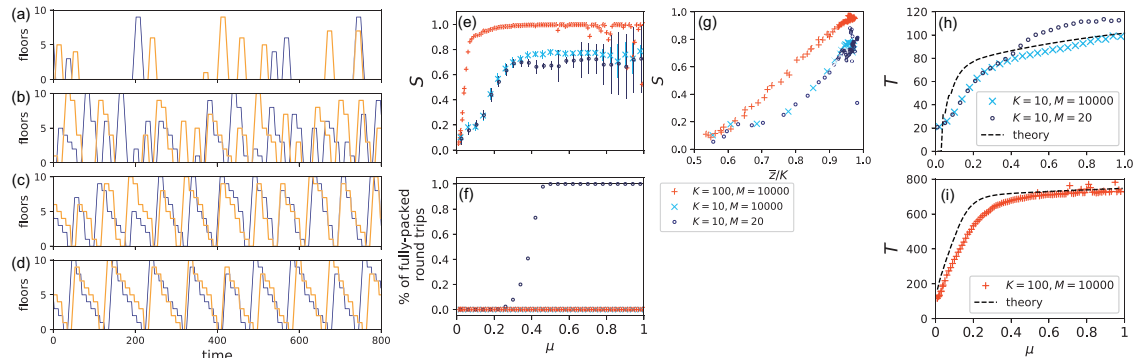 (a)
floors
10
5
0
(b)
floors
10
5
0
(c)
floors
10
5
0
(d)
floors
10
5
0
0 200 400 600 800
time
(e)
S
1.0
0.8
0.6
0.4
0.2
0.0
(f)
% of fully-packed
round trips
1.0
0.8
0.6
0.4
0.2
0.0
0 0.2 0.4 0.6 0.8 1
μ
(g)
S
1.0
0.8
0.6
0.4
0.2
0.0
0.5 0.6 0.7 0.8 0.9 1
z̅/K
K = 100, M = 10000
K = 10, M = 10000
K = 10, M = 20
(h)
T
120
100
80
60
40
20
0
0.0 0.2 0.4 0.6 0.8 1
K = 10, M = 10000
K = 10, M = 20
theory
(i)
T
800
600
400
200
0
0 0.2 0.4 0.6 0.8 1
μ
K = 100, M = 10000
theory